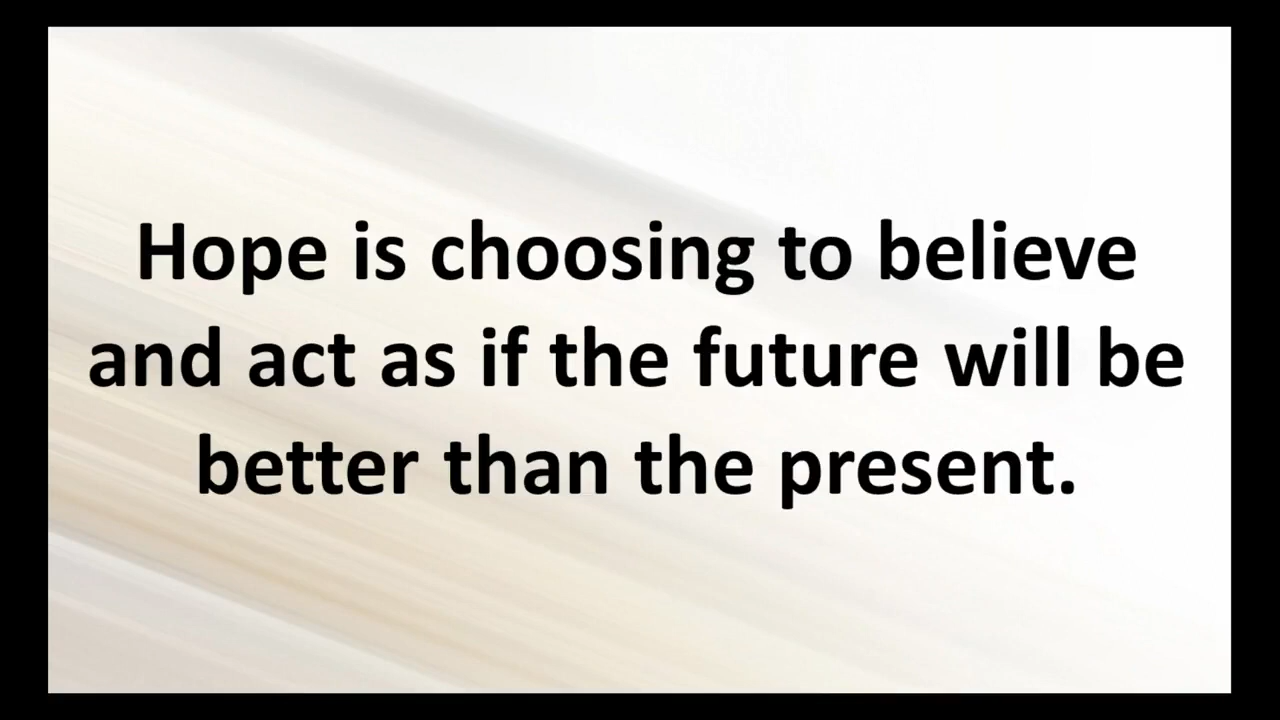 Hope is choosing to believe
and act as if the future will be
better than the present.